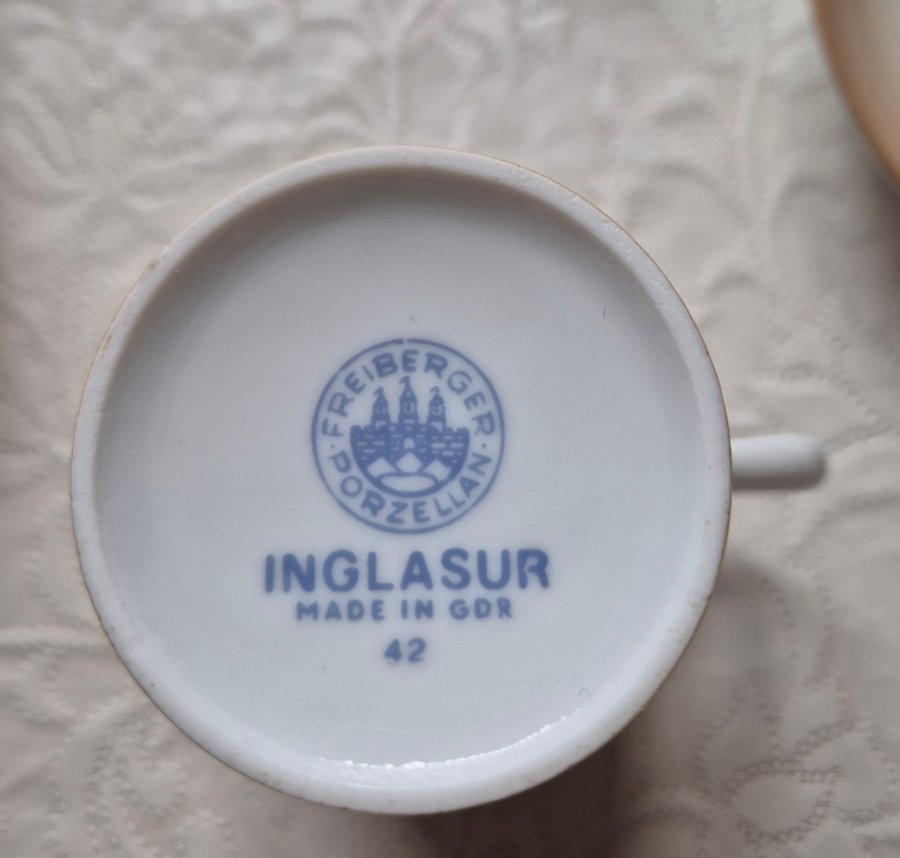 ·FREIBERGER·
PORZELLAN
INGLASUR
MADE IN GDR
42